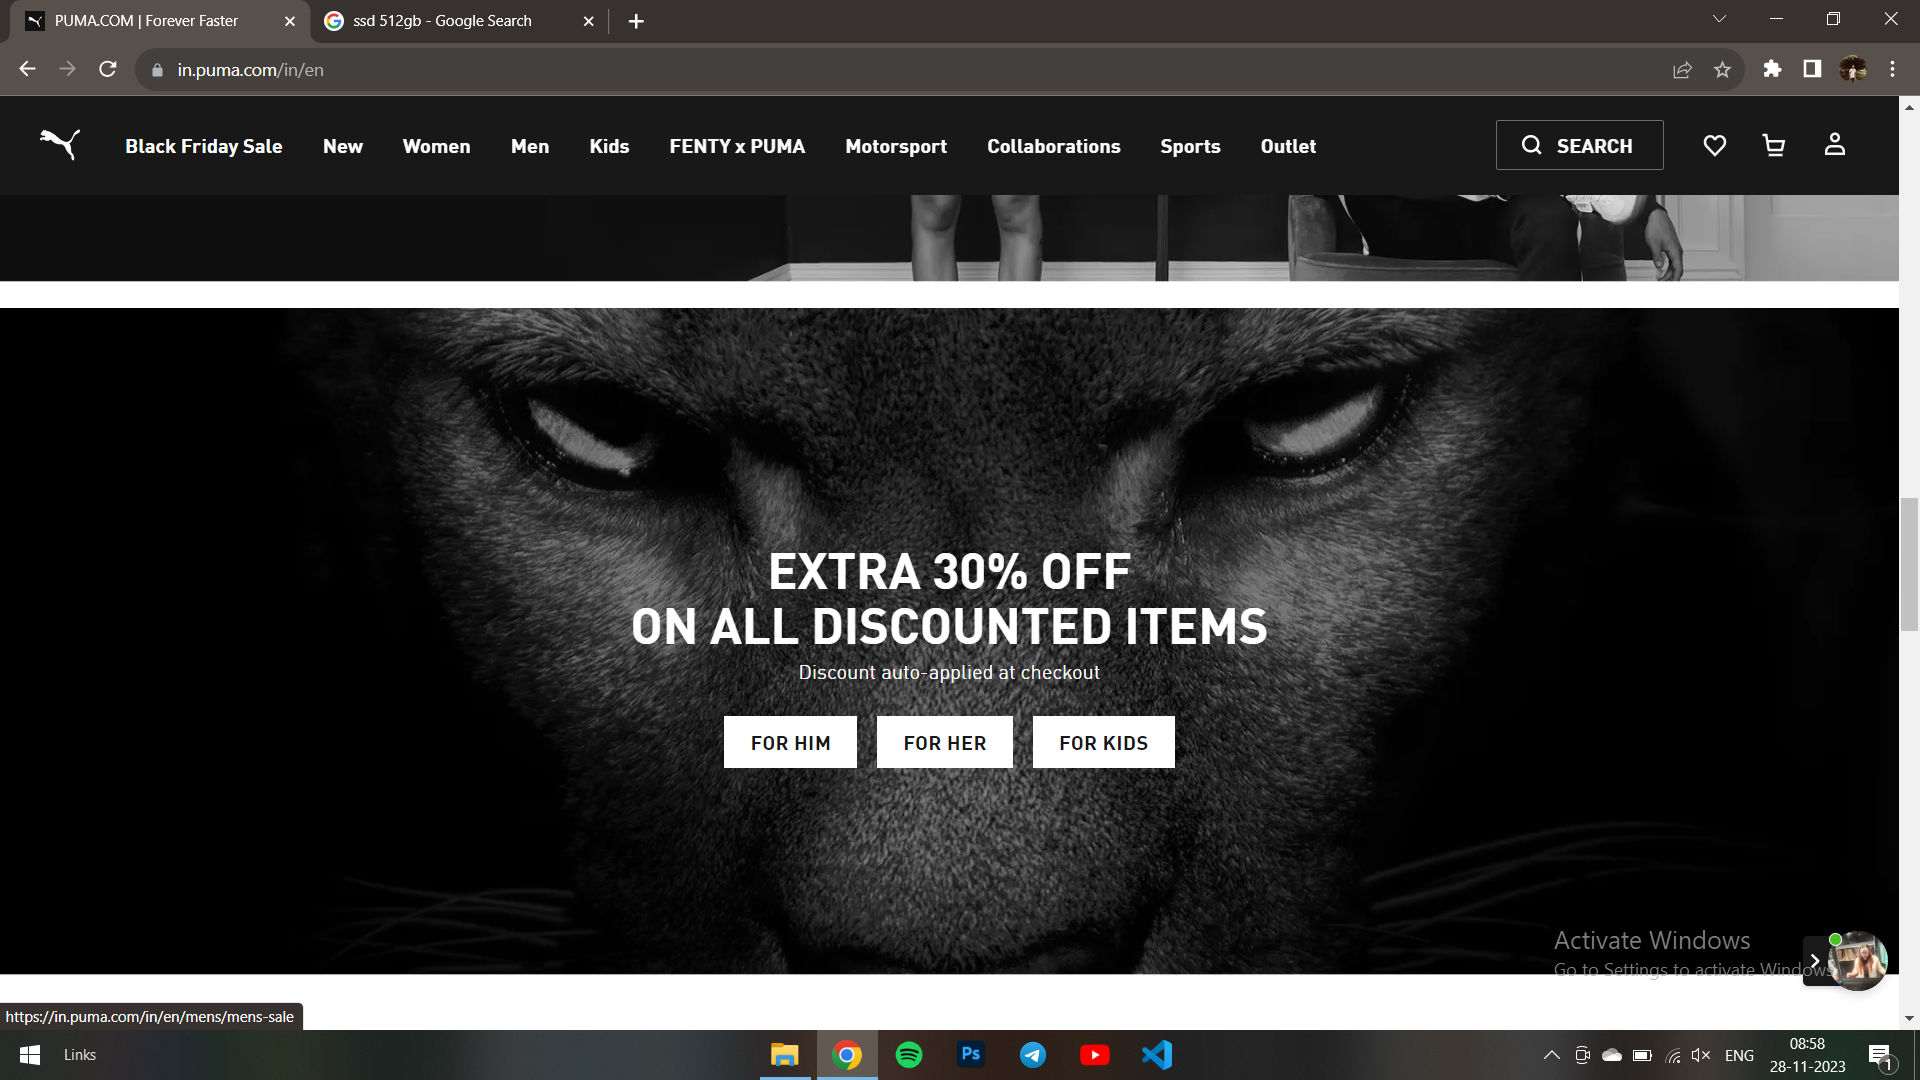 PUMA.COM | Forever Faster
ssd 512gb - Google Search
in.puma.com/in/en
Black Friday Sale New Women Men Kids FENTY x PUMA Motorsport Collaborations Sports Outlet SEARCH
EXTRA 30% OFF
ON ALL DISCOUNTED ITEMS
Discount auto-applied at checkout
FOR HIM FOR HER FOR KIDS
Activate Windows
Go to Settings to activate Windows
https://in.puma.com/in/en/mens/mens-sale
Links
Ps
ENG
08:58
28-11-2023
1